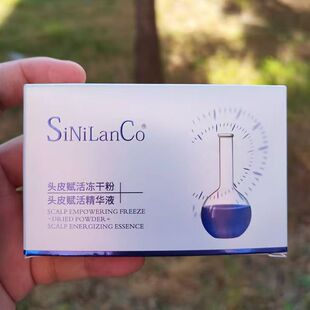 SiNiLanCo®
头皮赋活冻干粉
头皮赋活精华液
SCALP EMPOWERING FREEZE
-DRIED POWDER+
SCALP ENERGIZING ESSENCE